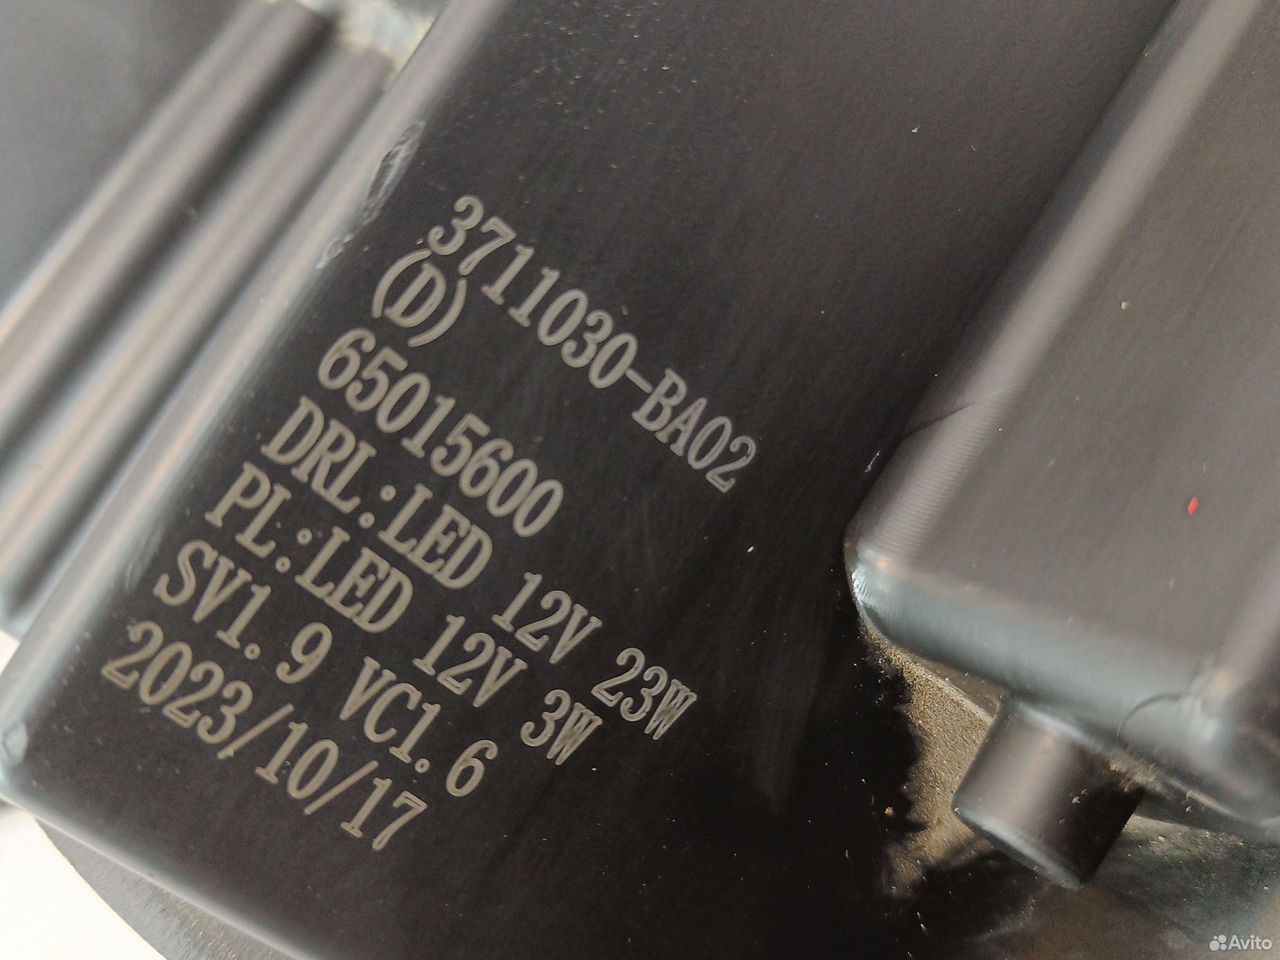 3711030-BA02
(D)
65015600
DRL:LED 12V 23W
PL:LED 12V 3W
SV1.9 VC1.6
2023/10/17
Avito